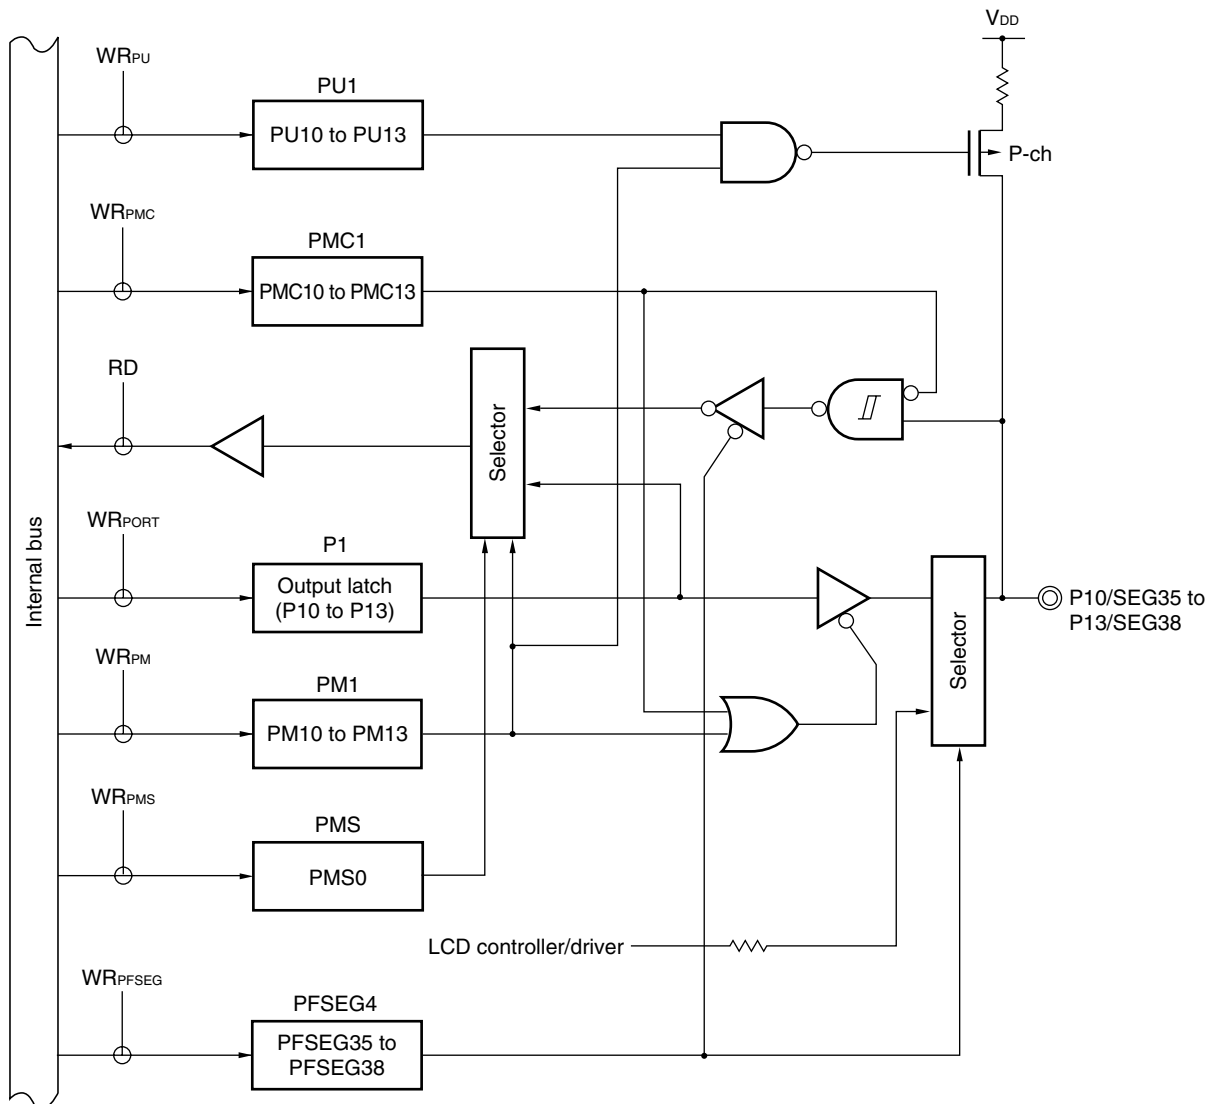 VDD
WRPU
PU1
PU10 to PU13
P-ch
WRPMC
PMC1
PMC10 to PMC13
RD
Selector
WRPORT
P1
Output latch
(P10 to P13)
Internal bus
Selector
P10/SEG35 to
P13/SEG38
WRPM
PM1
PM10 to PM13
WRPMS
PMS
PMS0
LCD controller/driver
WRPFSEG
PFSEG4
PFSEG35 to
PFSEG38